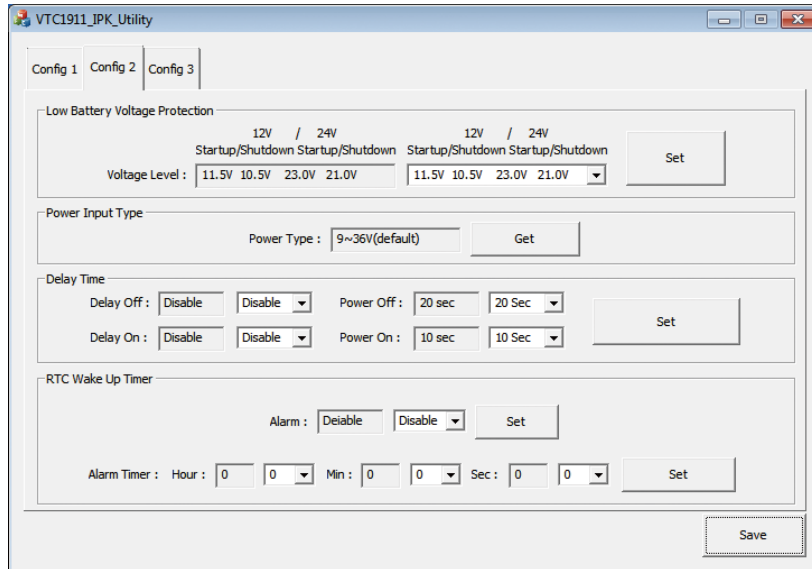 VTC1911_IPK_Utility
Config 1 Config 2 Config 3
Low Battery Voltage Protection
12V / 24V 12V / 24V
Startup/Shutdown Startup/Shutdown Startup/Shutdown Startup/Shutdown
Voltage Level : 11.5V 10.5V 23.0V 21.0V 11.5V 10.5V 23.0V 21.0V Set
Power Input Type
Power Type : 9~36V(default) Get
Delay Time
Delay Off : Disable Disable Power Off : 20 sec 20 Sec
Set
Delay On : Disable Disable Power On : 10 sec 10 Sec
RTC Wake Up Timer
Alarm : Deiable Disable Set
Alarm Timer : Hour : 0 0 Min : 0 0 Sec : 0 0 Set
Save